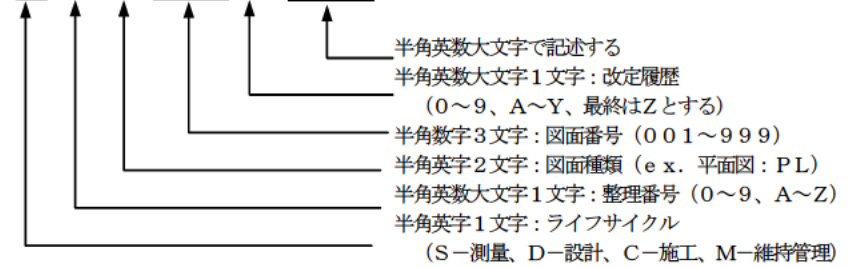 半角英数大文字で記述する
半角英数大文字1文字：改定履歴
（0～9、A～Y、最終はZとする）
半角数字3文字：図面番号（001～999）
半角英字2文字：図面種類（ex．平面図：PL）
半角英数大文字1文字：整理番号（0～9、A～Z）
半角英字1文字：ライフサイクル
（S－測量、D－設計、C－施工、M－維持管理）